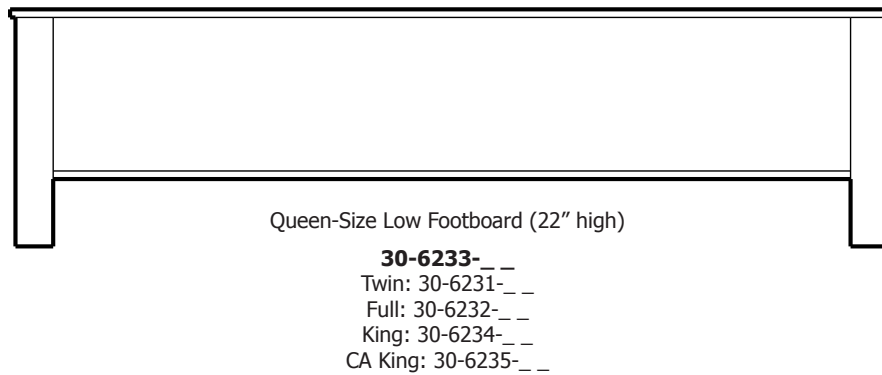 Queen-Size Low Footboard (22” high)
30-6233-_ _
Twin: 30-6231-_ _
Full: 30-6232-_ _
King: 30-6234-_ _
CA King: 30-6235-_ _